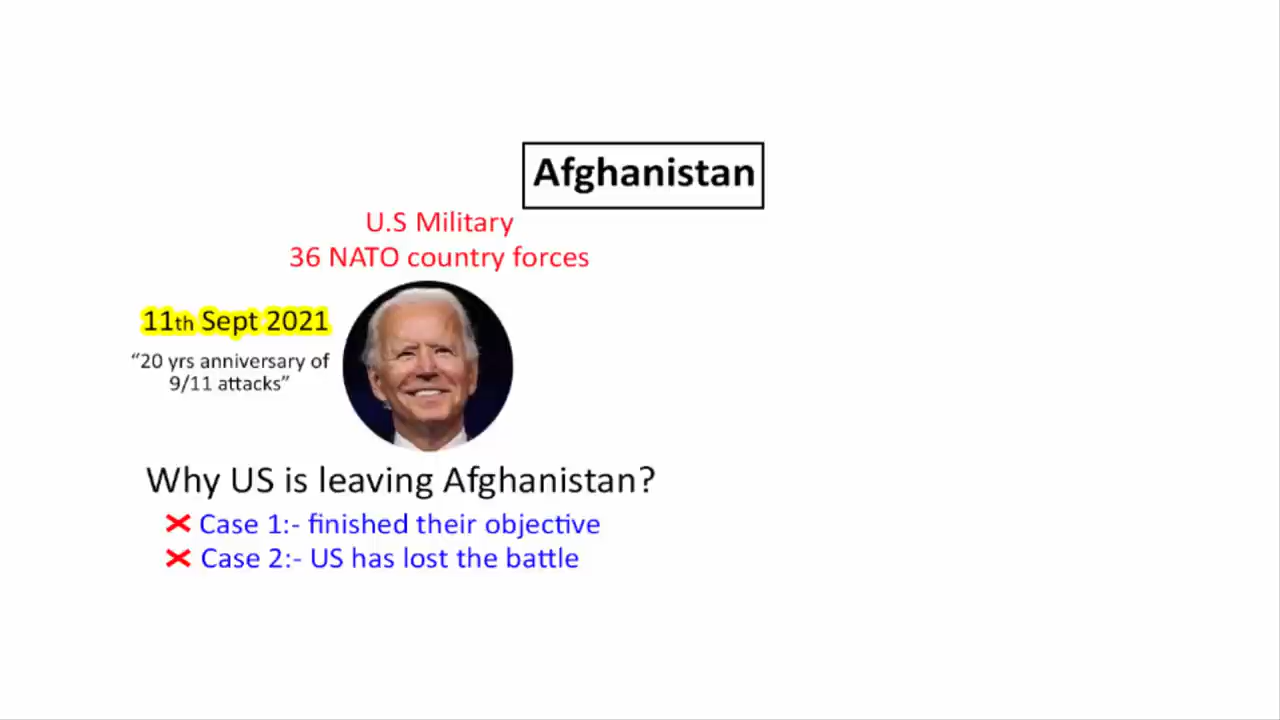 Afghanistan
U.S Military
36 NATO country forces
11th Sept 2021
“20 yrs anniversary of
9/11 attacks”
Why US is leaving Afghanistan?
Case 1:- finished their objective
Case 2:- US has lost the battle